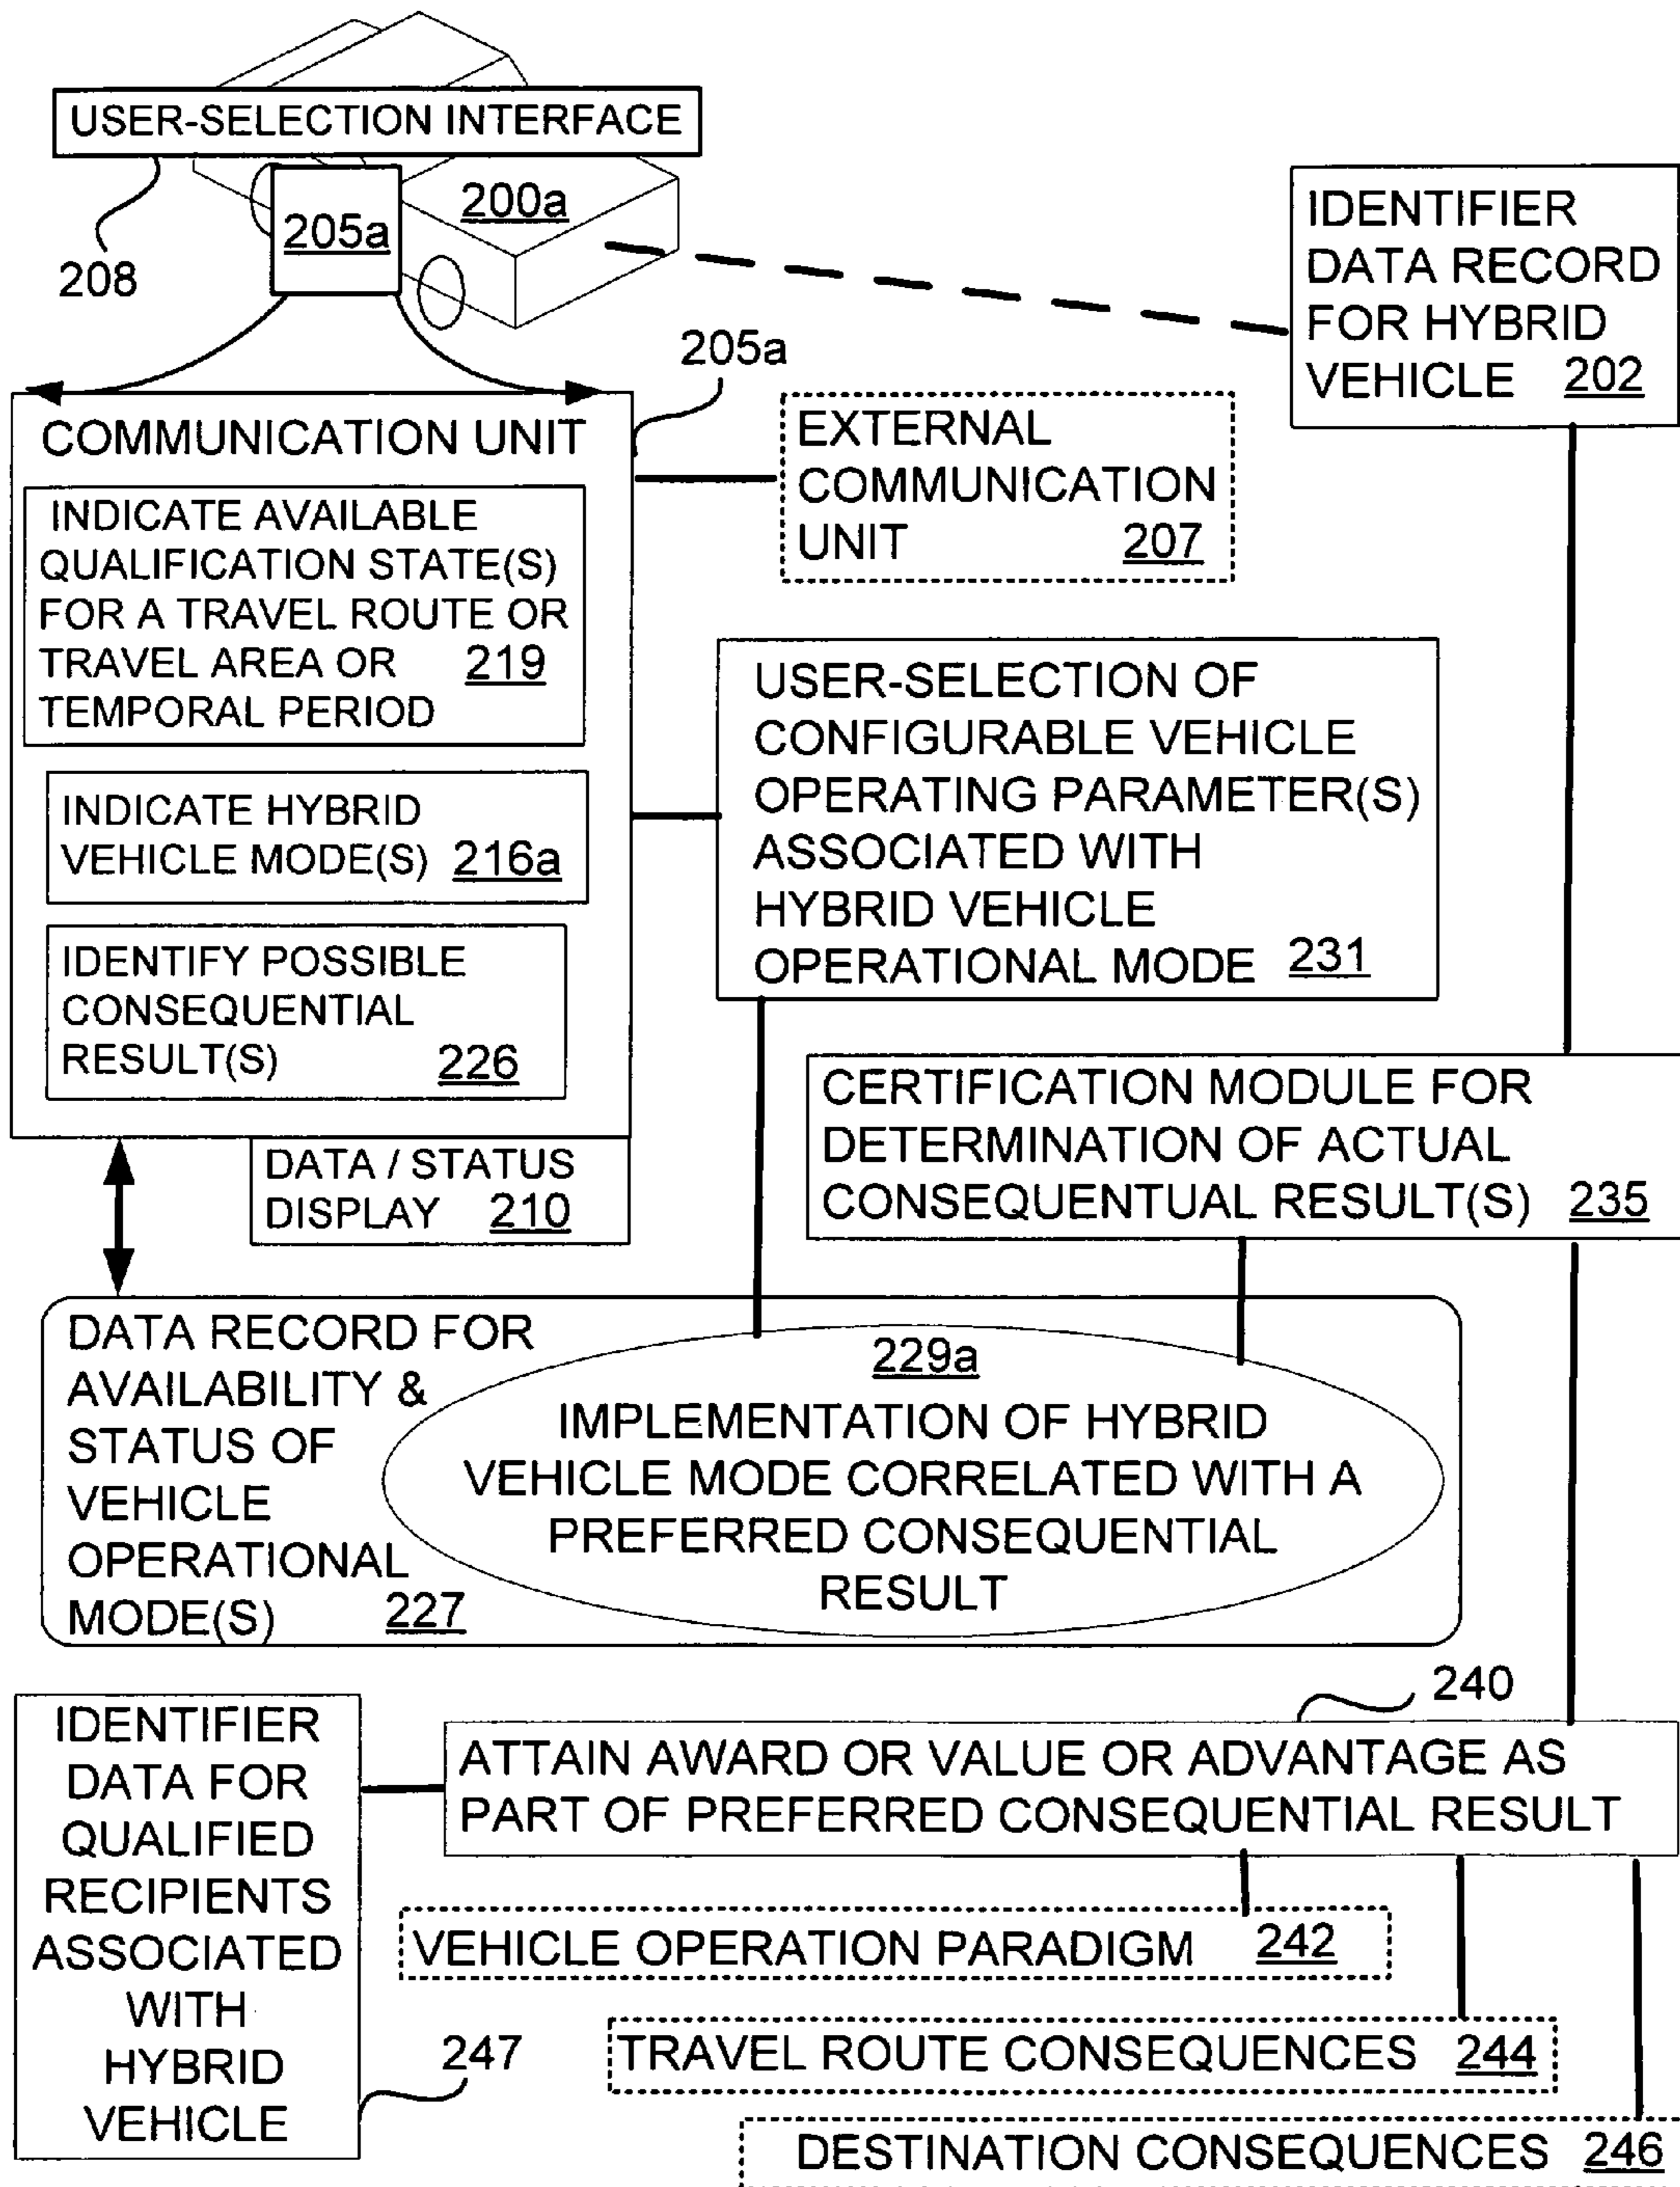 USER-SELECTION INTERFACE
200a
205a
208
IDENTIFIER
DATA RECORD
FOR HYBRID
VEHICLE 202
205a
COMMUNICATION UNIT
INDICATE AVAILABLE
QUALIFICATION STATE(S)
FOR A TRAVEL ROUTE OR
TRAVEL AREA OR 219
TEMPORAL PERIOD
INDICATE HYBRID
VEHICLE MODE(S) 216a
IDENTIFY POSSIBLE
CONSEQUENTIAL
RESULT(S) 226
EXTERNAL
COMMUNICATION
UNIT 207
USER-SELECTION OF
CONFIGURABLE VEHICLE
OPERATING PARAMETER(S)
ASSOCIATED WITH
HYBRID VEHICLE
OPERATIONAL MODE 231
DATA / STATUS
DISPLAY 210
CERTIFICATION MODULE FOR
DETERMINATION OF ACTUAL
CONSEQUENTUAL RESULT(S) 235
DATA RECORD FOR
AVAILABILITY &
STATUS OF
VEHICLE
OPERATIONAL
MODE(S) 227
229a
IMPLEMENTATION OF HYBRID
VEHICLE MODE CORRELATED WITH A
PREFERRED CONSEQUENTIAL
RESULT
240
IDENTIFIER
DATA FOR
QUALIFIED
RECIPIENTS
ASSOCIATED
WITH
HYBRID
VEHICLE
247
ATTAIN AWARD OR VALUE OR ADVANTAGE AS
PART OF PREFERRED CONSEQUENTIAL RESULT
VEHICLE OPERATION PARADIGM 242
TRAVEL ROUTE CONSEQUENCES 244
DESTINATION CONSEQUENCES 246